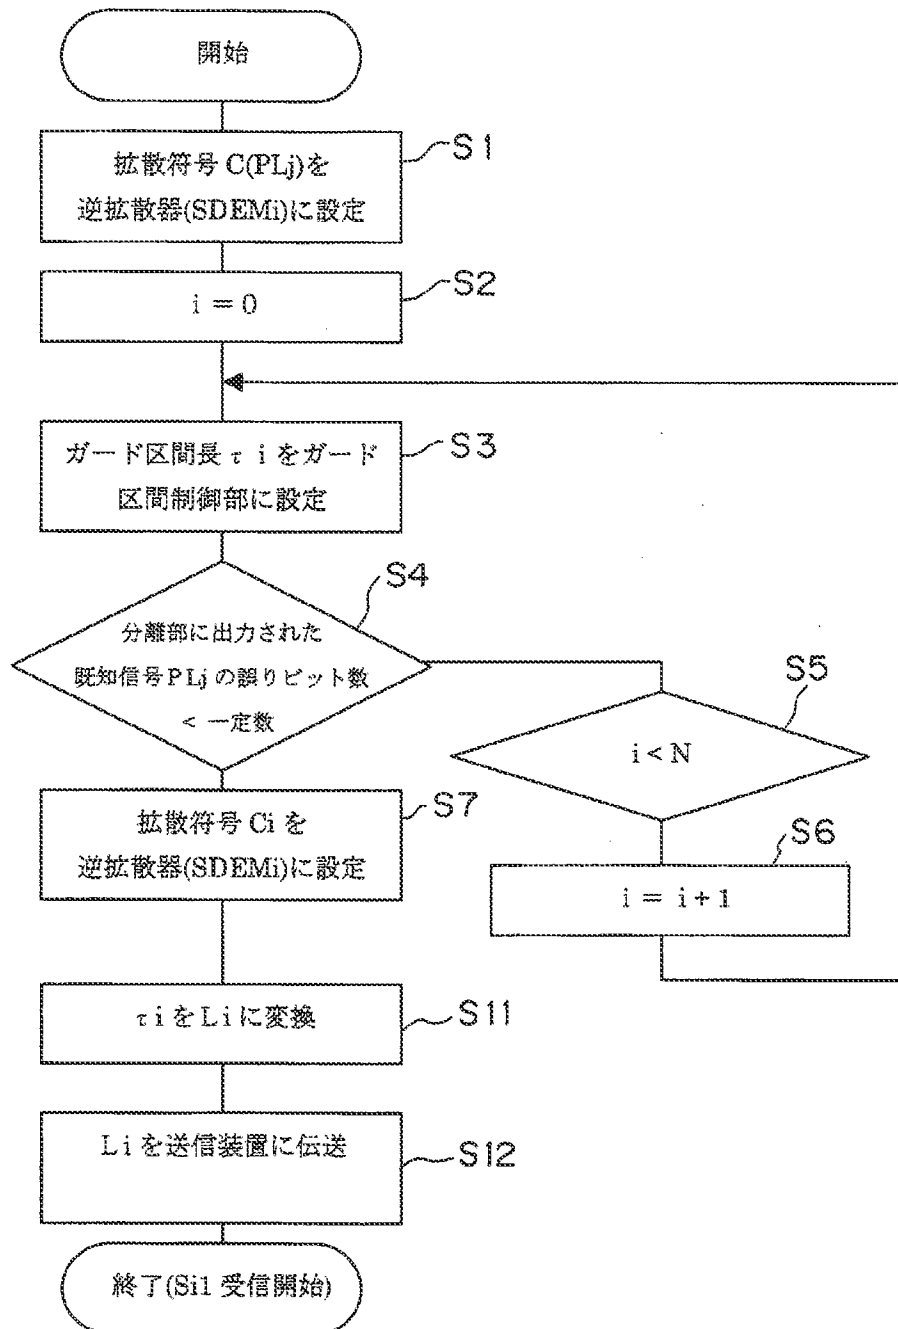 開始
拡散符号 C(PLj)を
逆拡散器(SDEMi)に設定
S1
i = 0
S2
ガード区間長 τ i をガード
区間制御部に設定
S3
分離部に出力された
既知信号 PLj の誤りビット数
< 一定数
S4
i < N
S5
i = i + 1
S6
拡散符号 Ci を
逆拡散器(SDEMi)に設定
S7
τ i を L i に変換
S11
L i を送信装置に伝送
S12
終了(Si1 受信開始)